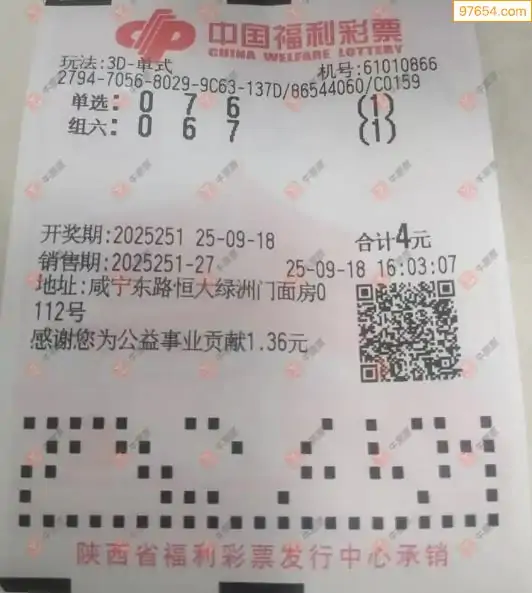 97654.com
中国福利彩票
CHINA WELFARE LOTTERY
玩法:3D-单式 机号:61010866
2794-7056-8029-9C63-137D/86544060/C0159
单选: 0 7 6 (1)
组六: 0 6 7 (1)
开奖期:2025251 25-09-18 合计4元
销售期:2025251-27 25-09-18 16:03:07
地址:咸宁东路恒大绿洲门面房0
112号
感谢您为公益事业贡献1.36元
陕西省福利彩票发行中心承销